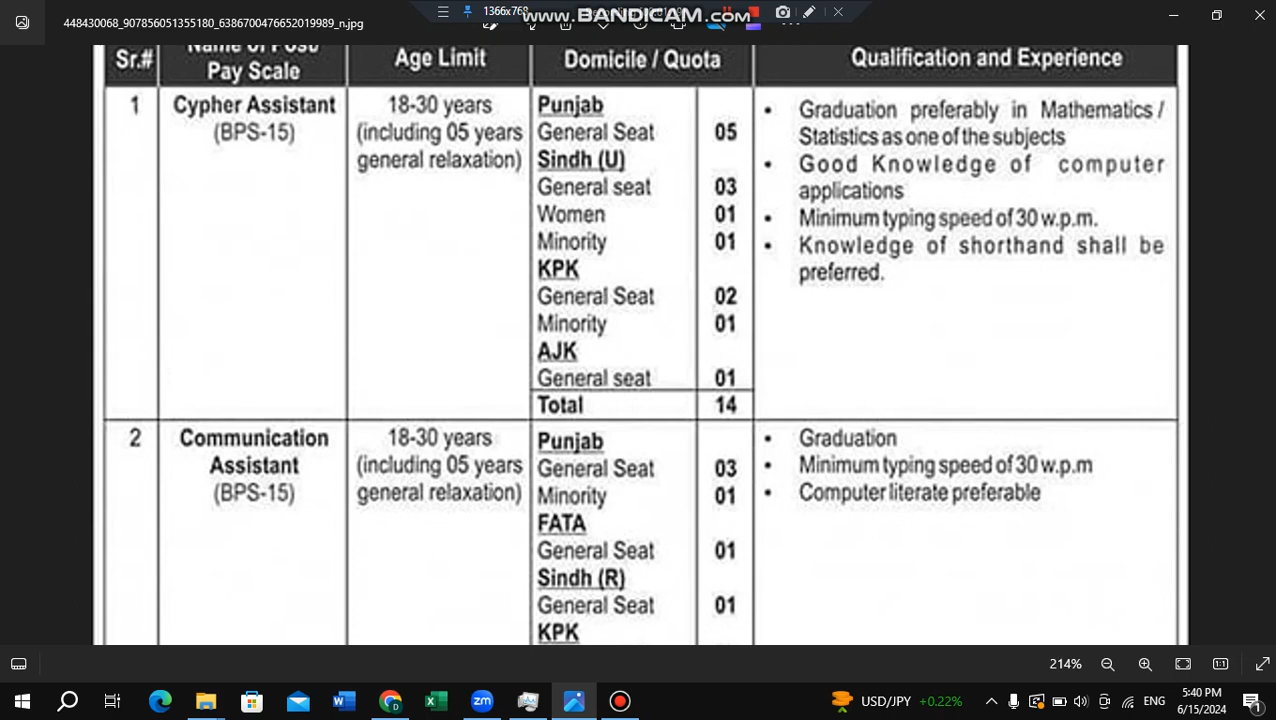 448430068_907856051355180_6386700476652019989_n.jpg
1366x768
www.BANDICAM.com
Sr.#
Name of Post/
Pay Scale
Age Limit
Domicile / Quota
Qualification and Experience
1
Cypher Assistant
(BPS-15)
18-30 years
(including 05 years
general relaxation)
Punjab
General Seat 05
Sindh (U)
General seat 03
Women 01
Minority 01
KPK
General Seat 02
Minority 01
AJK
General seat 01
Total 14
• Graduation preferably in Mathematics /
Statistics as one of the subjects
• Good Knowledge of computer
applications
• Minimum typing speed of 30 w.p.m.
• Knowledge of shorthand shall be
preferred.
2
Communication
Assistant
(BPS-15)
18-30 years
(including 05 years
general relaxation)
Punjab
General Seat 03
Minority 01
FATA
General Seat 01
Sindh (R)
General Seat 01
KPK
• Graduation
• Minimum typing speed of 30 w.p.m
• Computer literate preferable
214%
1:1
USD/JPY +0.22%
ENG
5:40 PM
6/15/2024